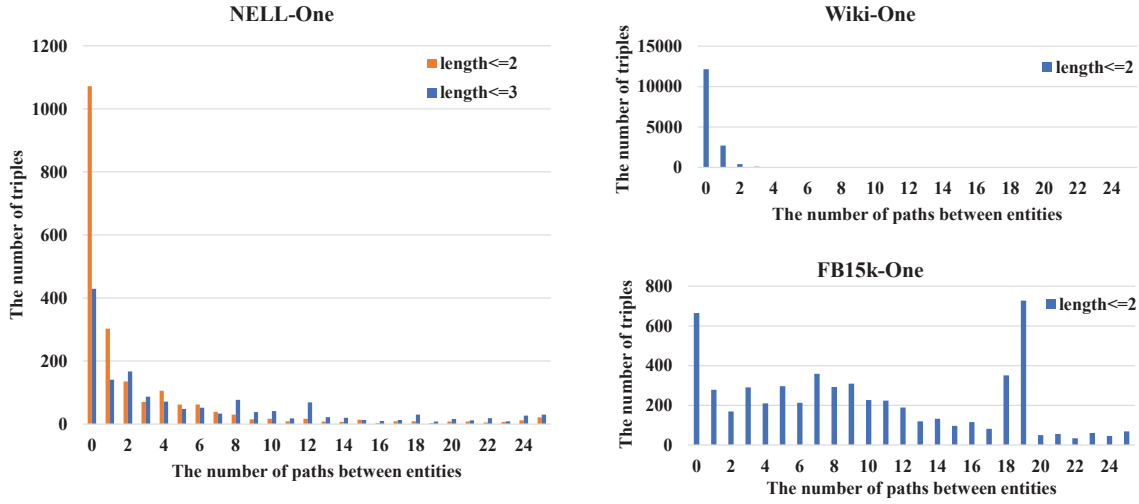 NELL-One
The number of triples
1200
1000
800
600
400
200
0
length<=2
length<=3
0 2 4 6 8 10 12 14 16 18 20 22 24
The number of paths between entities
Wiki-One
The number of triples
15000
10000
5000
0
length<=2
0 2 4 6 8 10 12 14 16 18 20 22 24
The number of paths between entities
FB15k-One
The number of triples
800
600
400
200
0
length<=2
0 2 4 6 8 10 12 14 16 18 20 22 24
The number of paths between entities